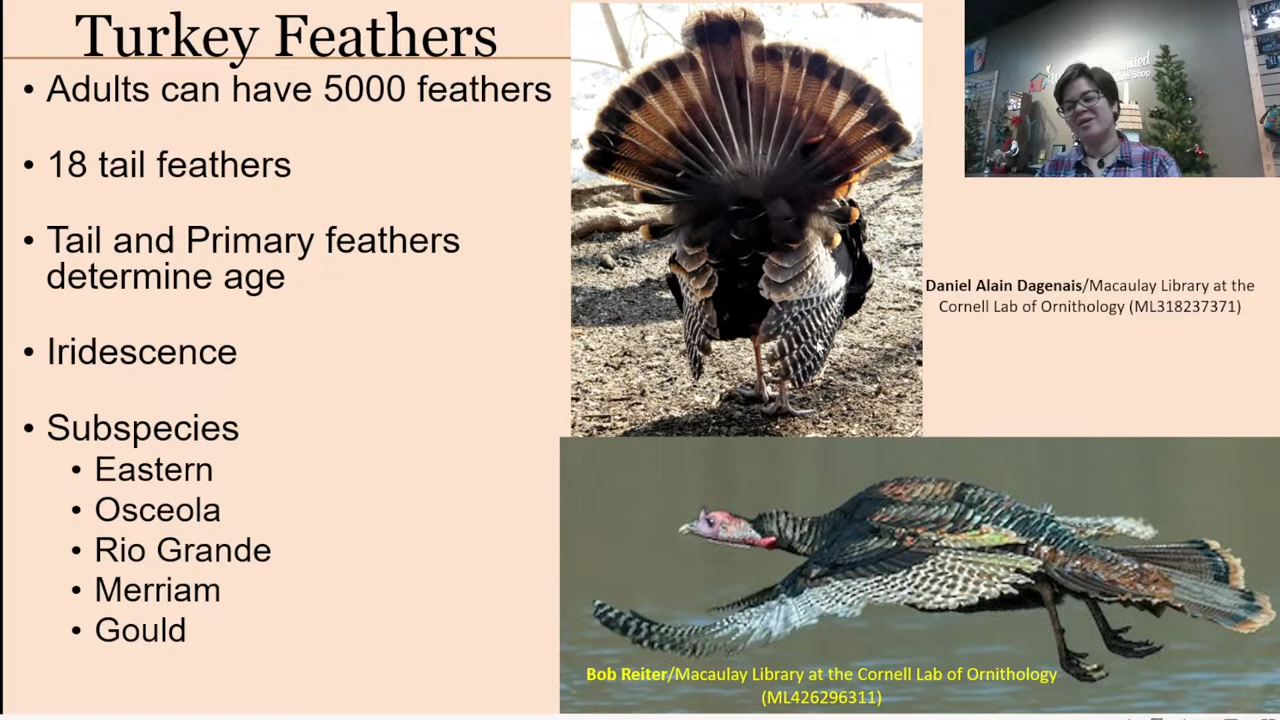 Turkey Feathers
• Adults can have 5000 feathers
• 18 tail feathers
• Tail and Primary feathers
determine age
• Iridescence
• Subspecies
• Eastern
• Osceola
• Rio Grande
• Merriam
• Gould
Daniel Alain Dagenais/Macaulay Library at the
Cornell Lab of Ornithology (ML318237371)
Bob Reiter/Macaulay Library at the Cornell Lab of Ornithology
(ML426296311)